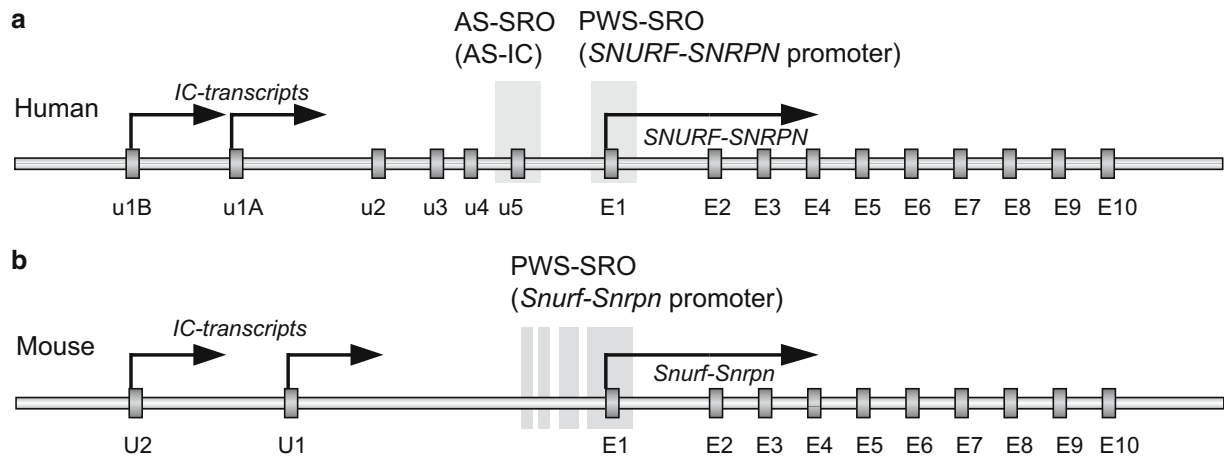 a
AS-SRO
(AS-IC)
PWS-SRO
(SNURF-SNRPN promoter)
Human
IC-transcripts
SNURF-SNRPN
u1B u1A u2 u3 u4 u5 E1 E2 E3 E4 E5 E6 E7 E8 E9 E10
b
PWS-SRO
(Snurf-Snrpn promoter)
Mouse
IC-transcripts
Snurf-Snrpn
U2 U1 E1 E2 E3 E4 E5 E6 E7 E8 E9 E10